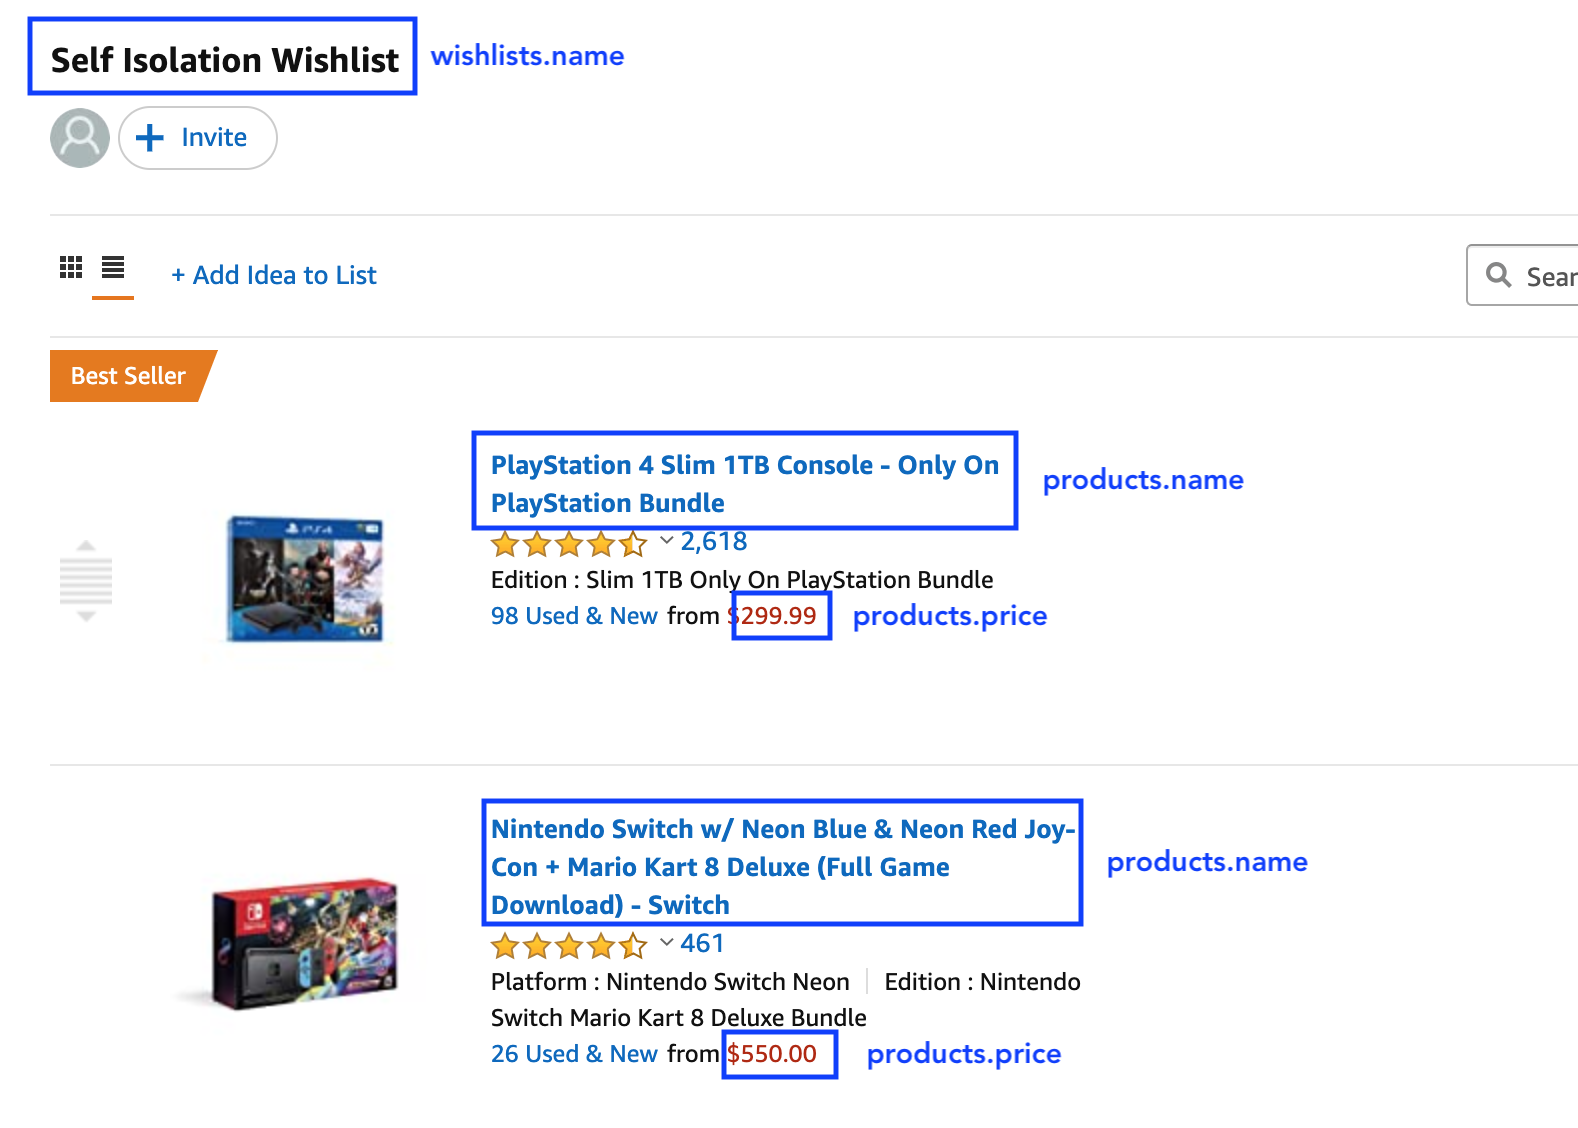 Self Isolation Wishlist wishlists.name
+ Invite
+ Add Idea to List
Sear
Best Seller
PlayStation 4 Slim 1TB Console - Only On
PlayStation Bundle
products.name
2,618
Edition : Slim 1TB Only On PlayStation Bundle
98 Used & New from $299.99 products.price
PS4
Nintendo Switch w/ Neon Blue & Neon Red Joy-
Con + Mario Kart 8 Deluxe (Full Game
Download) - Switch
products.name
461
Platform : Nintendo Switch Neon Edition : Nintendo
Switch Mario Kart 8 Deluxe Bundle
26 Used & New from $550.00 products.price